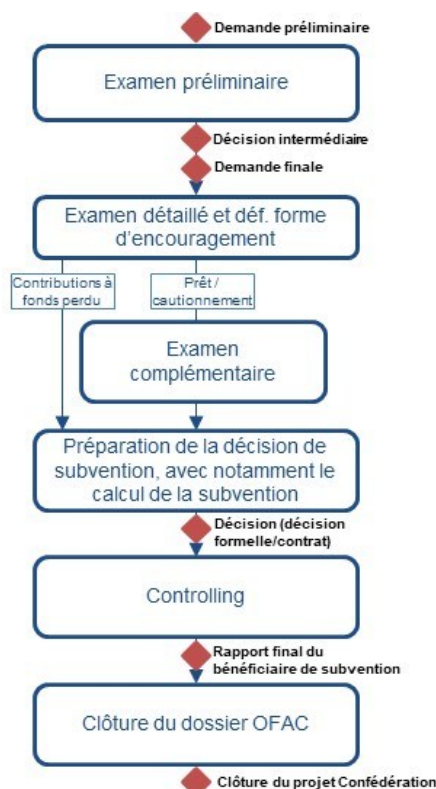 Demande préliminaire
Examen préliminaire
Décision intermédiaire
Demande finale
Examen détaillé et déf. forme
d'encouragement
Contributions à
fonds perdu
Prêt /
cautionnement
Examen
complémentaire
Préparation de la décision de
subvention, avec notamment le
calcul de la subvention
Décision (décision
formelle/contrat)
Controlling
Rapport final du
bénéficiaire de subvention
Clôture du dossier OFAC
Clôture du projet Confédération